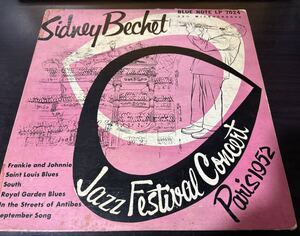 Sidney Bechet
BLUE NOTE LP 7024
Jazz Festival Concert
Paris 1952
Frankie and Johnnie
Saint Louis Blues
South
Royal Garden Blues
In the Streets of Antibes
September Song